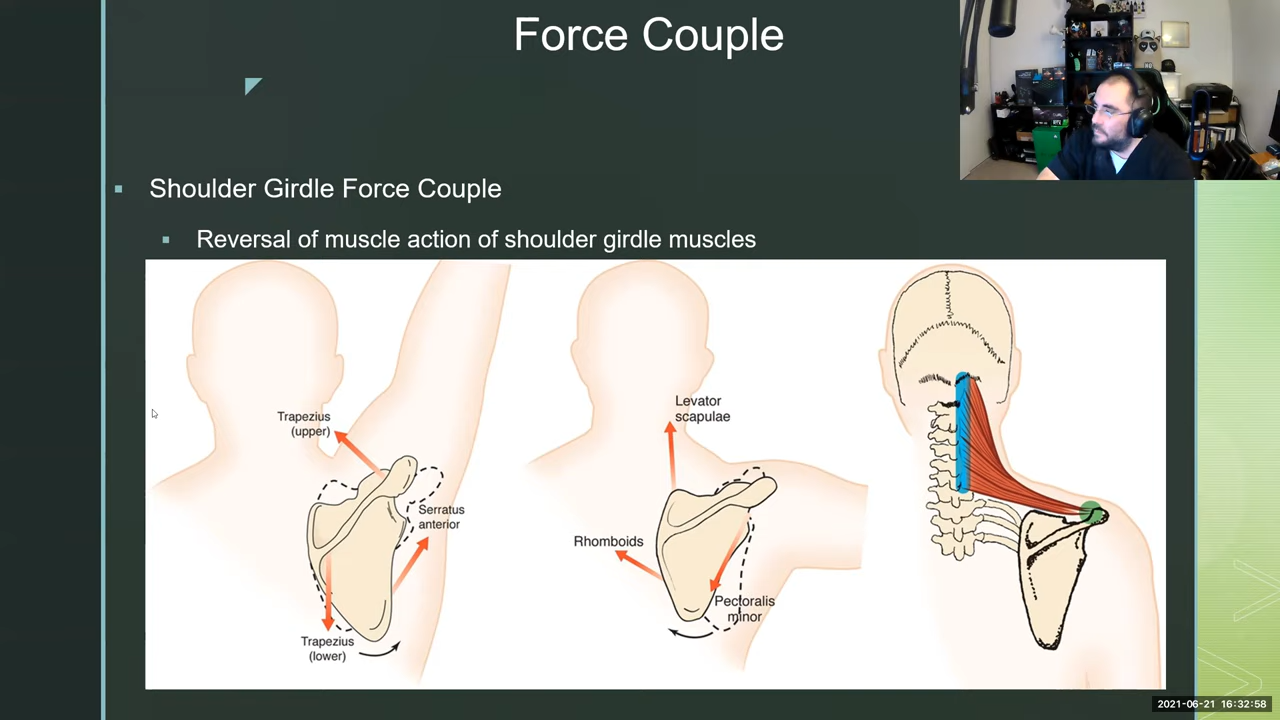 Force Couple
Shoulder Girdle Force Couple
Reversal of muscle action of shoulder girdle muscles
Trapezius
(upper)
Serratus
anterior
Trapezius
(lower)
Levator
scapulae
Rhomboids
Pectoralis
minor
2021-06-21 16:32:58